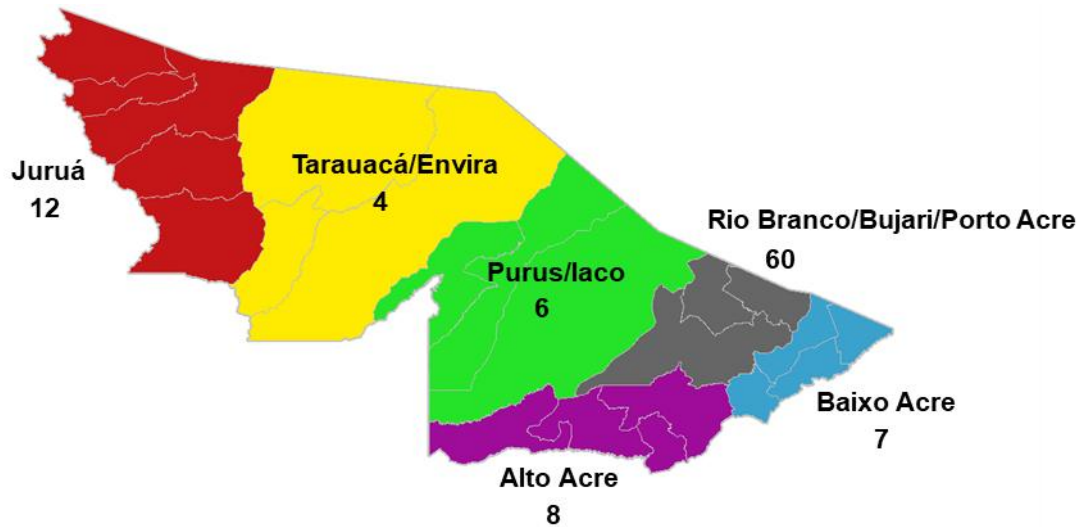 Juruá
12
Tarauacá/Envira
4
Purus/Iaco
6
Rio Branco/Bujari/Porto Acre
60
Baixo Acre
7
Alto Acre
8